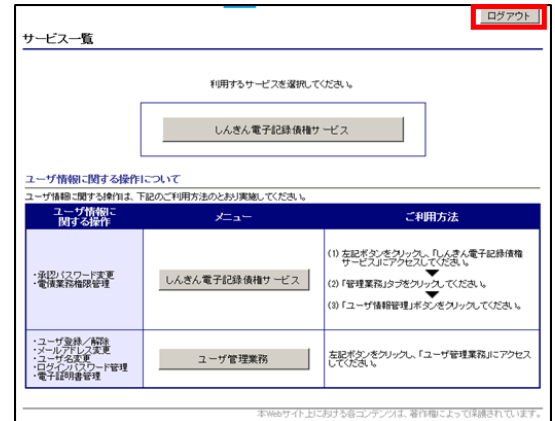 ログアウト
サービス一覧
利用するサービスを選択してください。
しんきん電子記録債権サービス
ユーザ情報に関する操作について
ユーザ情報に関する操作は、下記のご利用方法のとおり実施してください。
ユーザ情報に
関する操作
メニュー
ご利用方法
・承認パスワード変更
・電債業務権限管理
しんきん電子記録債権サービス
(1) 左記ボタンをクリックし、「しんきん電子記録債権
サービス」にアクセスしてください。
(2) 「管理業務」タブをクリックしてください。
(3) 「ユーザ情報管理」ボタンをクリックしてください。
・ユーザ登録／解除
・メールアドレス変更
・ユーザ名変更
・ログインパスワード管理
・電子証明書管理
ユーザ管理業務
左記ボタンをクリックし、「ユーザ管理業務」にアクセス
してください。
本Webサイト上における各コンテンツは、著作権によって保護されています。